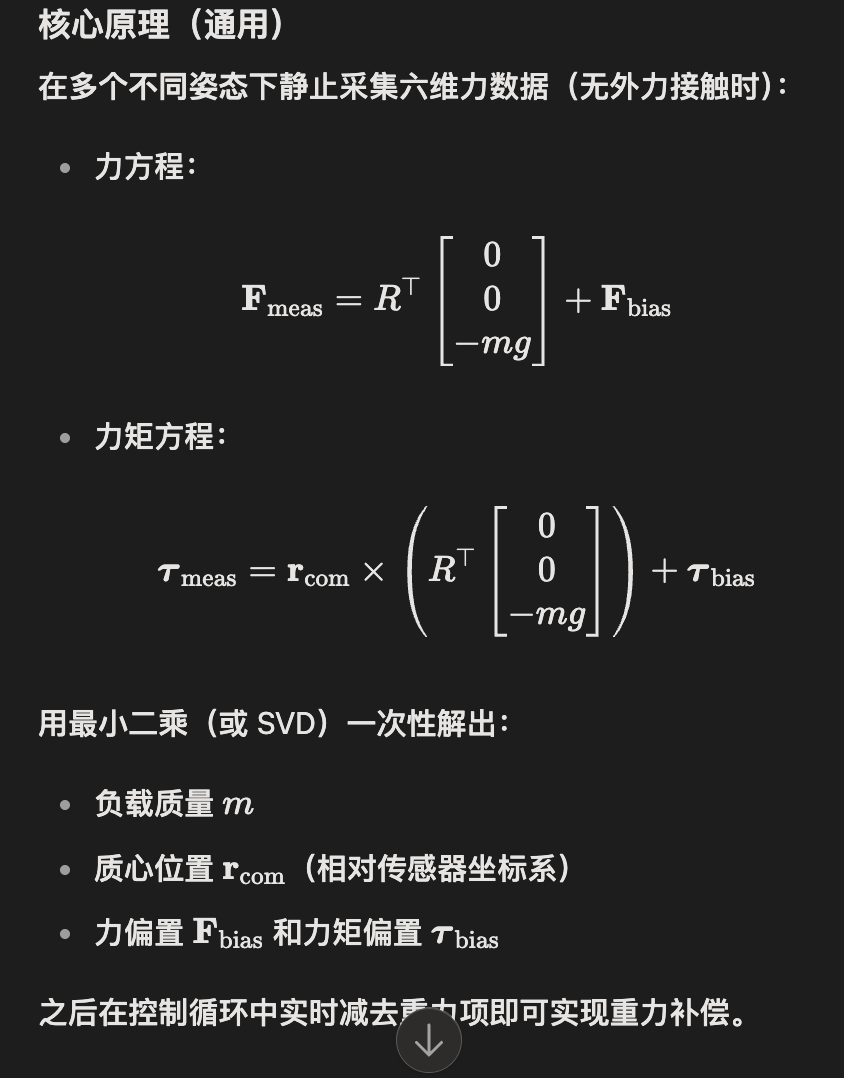 核心原理（通用）
在多个不同姿态下静止采集六维力数据（无外力接触时）：
• 力方程：
F_meas = R^⊤ [0 0 −mg] + F_bias
• 力矩方程：
τ_meas = r_com × (R^⊤ [0 0 −mg]) + τ_bias
用最小二乘（或 SVD）一次性解出：
• 负载质量 m
• 质心位置 r_com（相对传感器坐标系）
• 力偏置 F_bias 和力矩偏置 τ_bias
之后在控制循环中实时减去重力项即可实现重力补偿。